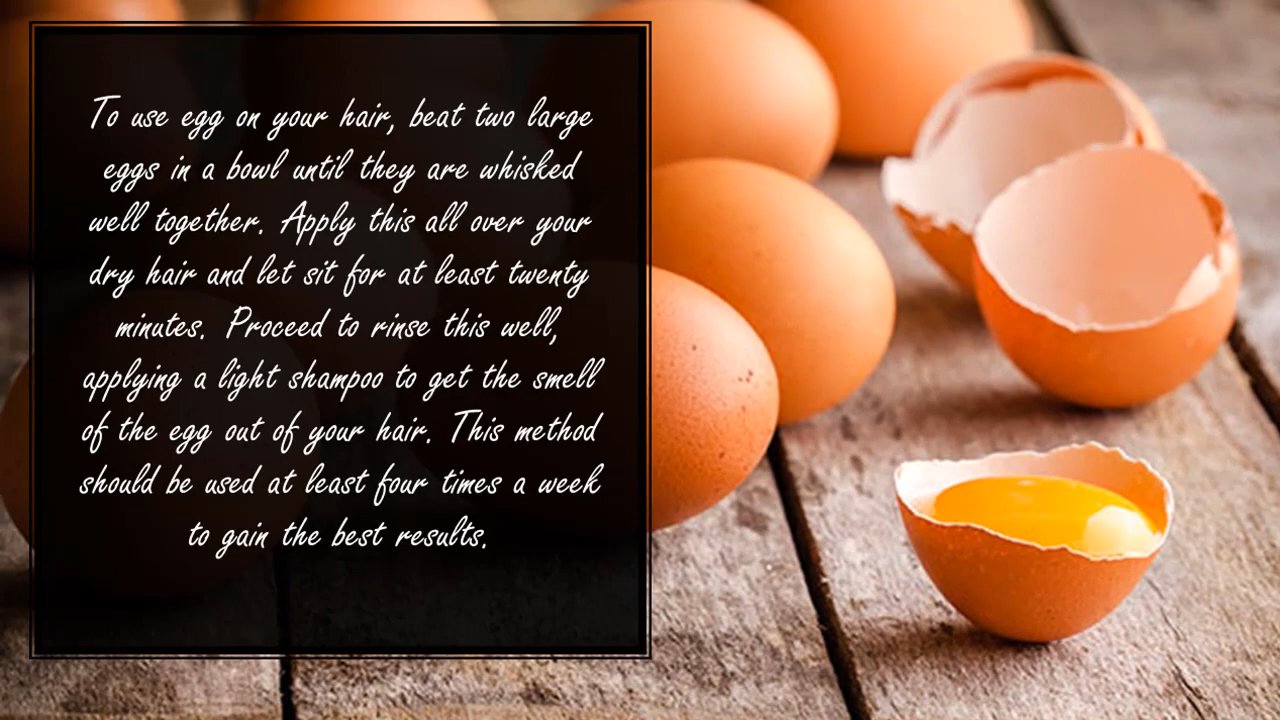 To use egg on your hair, beat two large
eggs in a bowl until they are whisked
well together. Apply this all over your
dry hair and let sit for at least twenty
minutes. Proceed to rinse this well,
applying a light shampoo to get the smell
of the egg out of your hair. This method
should be used at least four times a week
to gain the best results.